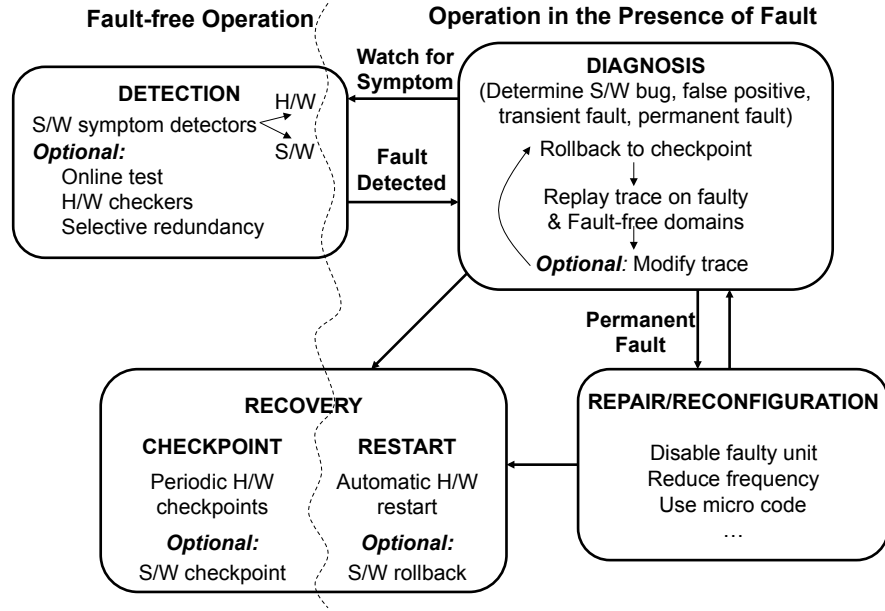 Fault-free Operation
Operation in the Presence of Fault
Watch for
Symptom
DETECTION
S/W symptom detectors
H/W
S/W
Optional:
Online test
H/W checkers
Selective redundancy
Fault
Detected
DIAGNOSIS
(Determine S/W bug, false positive,
transient fault, permanent fault)
Rollback to checkpoint
Replay trace on faulty
& Fault-free domains
Optional: Modify trace
Permanent
Fault
RECOVERY
CHECKPOINT
Periodic H/W
checkpoints
Optional:
S/W checkpoint
RESTART
Automatic H/W
restart
Optional:
S/W rollback
REPAIR/RECONFIGURATION
Disable faulty unit
Reduce frequency
Use micro code
…